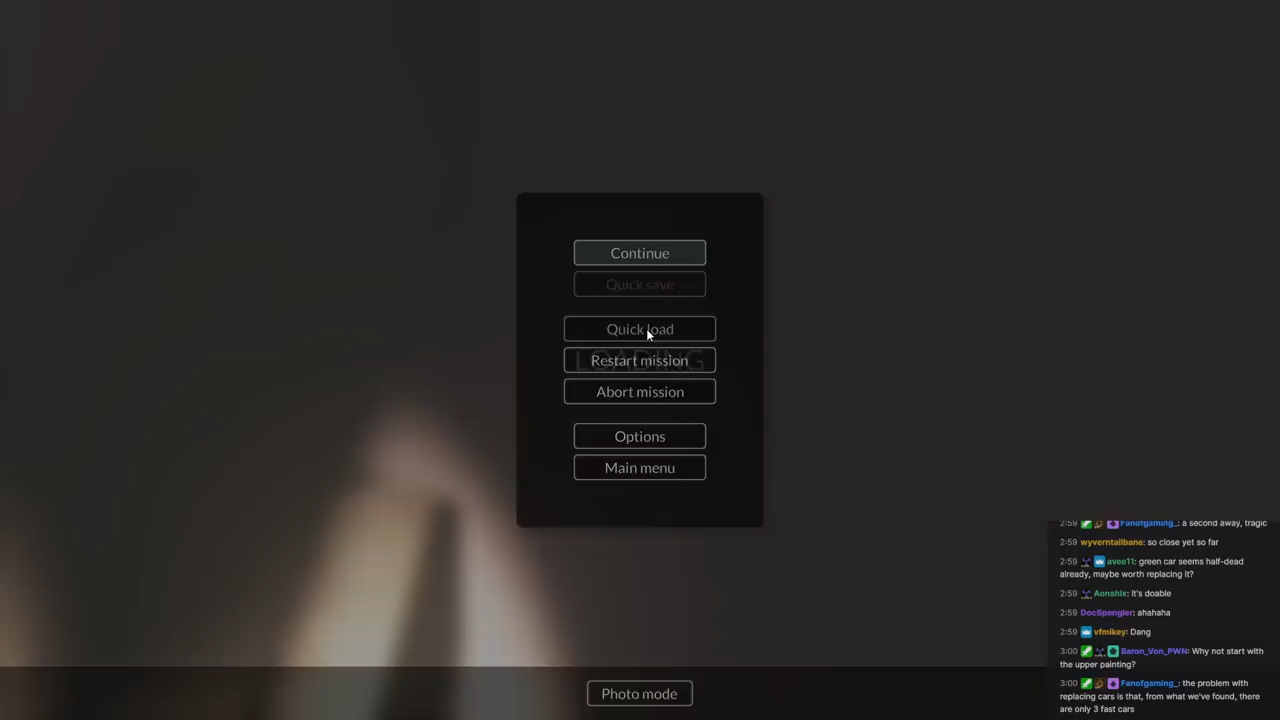 Continue
Quick save
Quick load
LOADING
Restart mission
Abort mission
Options
Main menu
Photo mode
2:59 Fanofgaming_: a second away, tragic
2:59 wyverntailbane: so close yet so far
2:59 avee11: green car seems half-dead
already, maybe worth replacing it?
2:59 Aonshix: it's doable
2:59 DocSpengler: ahahaha
2:59 vfmikey: Dang
3:00 Baron_Von_PWN: Why not start with
the upper painting?
3:00 Fanofgaming_: the problem with
replacing cars is that, from what we've found, there
are only 3 fast cars